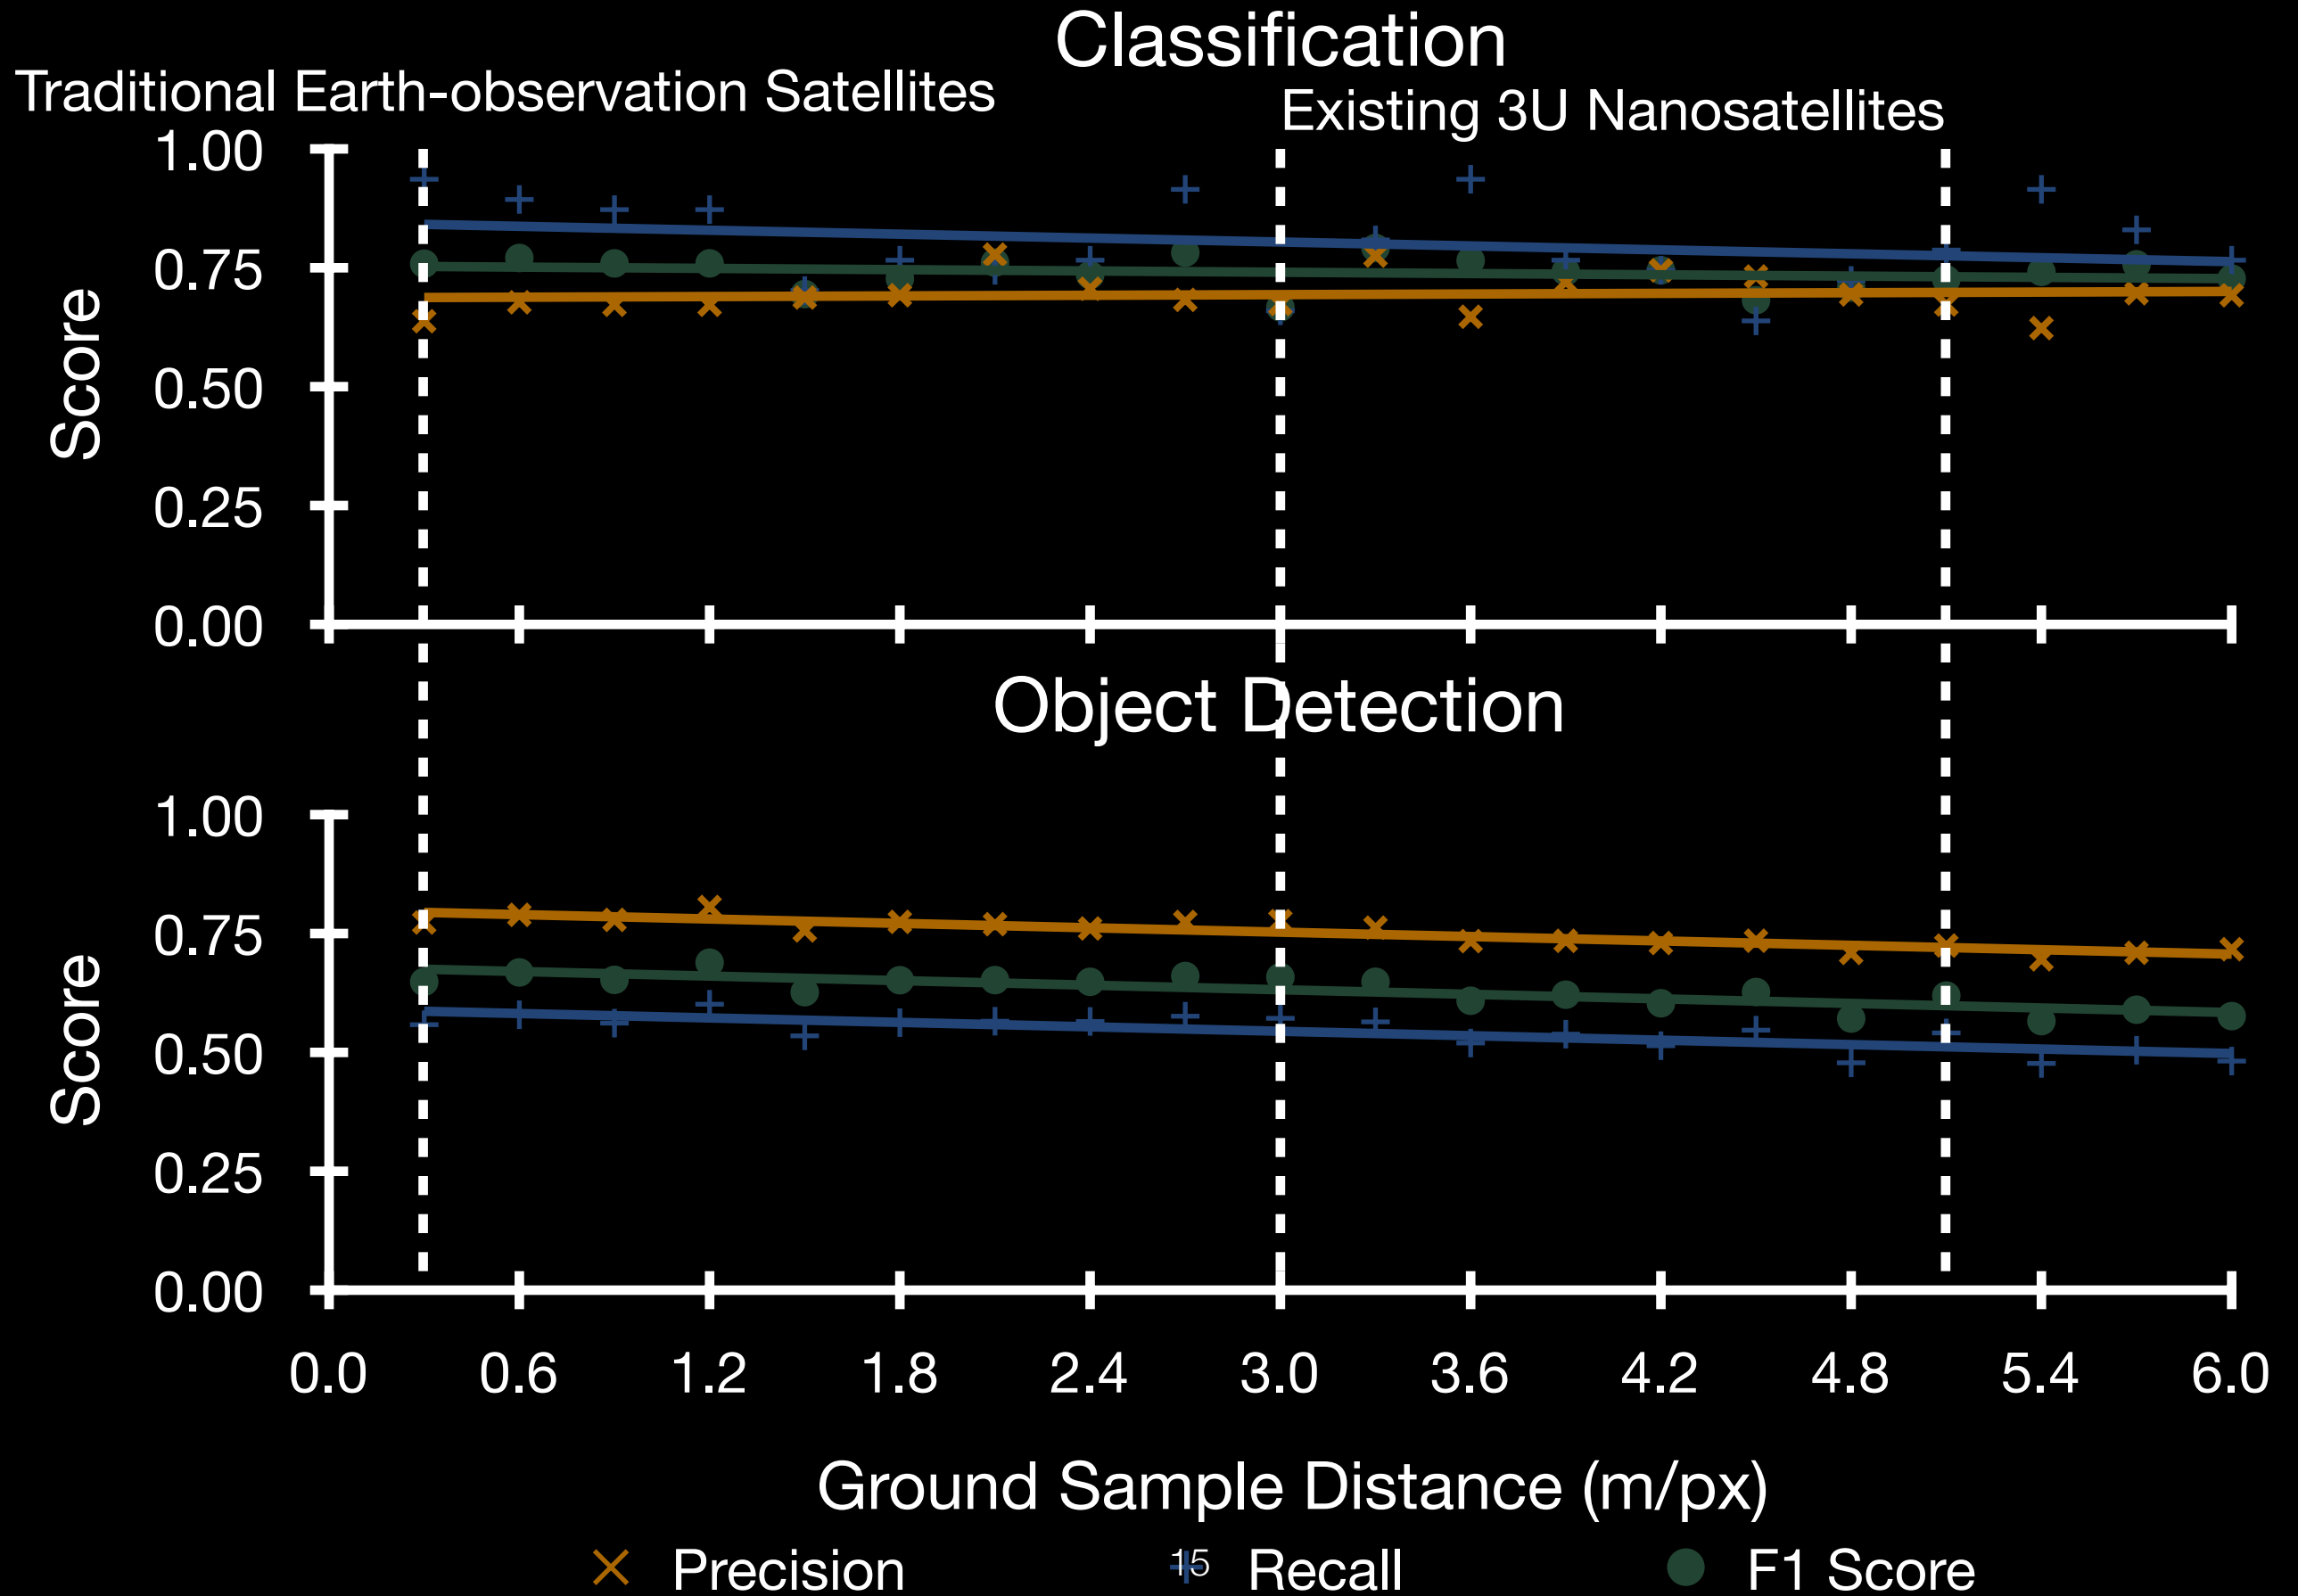 Classification
Traditional Earth-observation Satellites
Existing 3U Nanosatellites
1.00
0.75
0.50
0.25
0.00
Score
Object Detection
1.00
0.75
0.50
0.25
0.00
Score
0.0 0.6 1.2 1.8 2.4 3.0 3.6 4.2 4.8 5.4 6.0
Ground Sample Distance (m/px)
Precision 15 Recall F1 Score